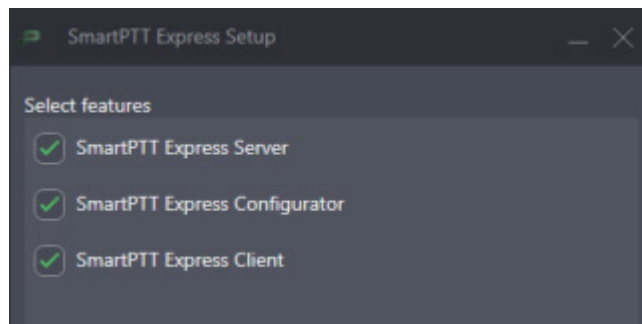 SmartPTT Express Setup
Select features
SmartPTT Express Server
SmartPTT Express Configurator
SmartPTT Express Client